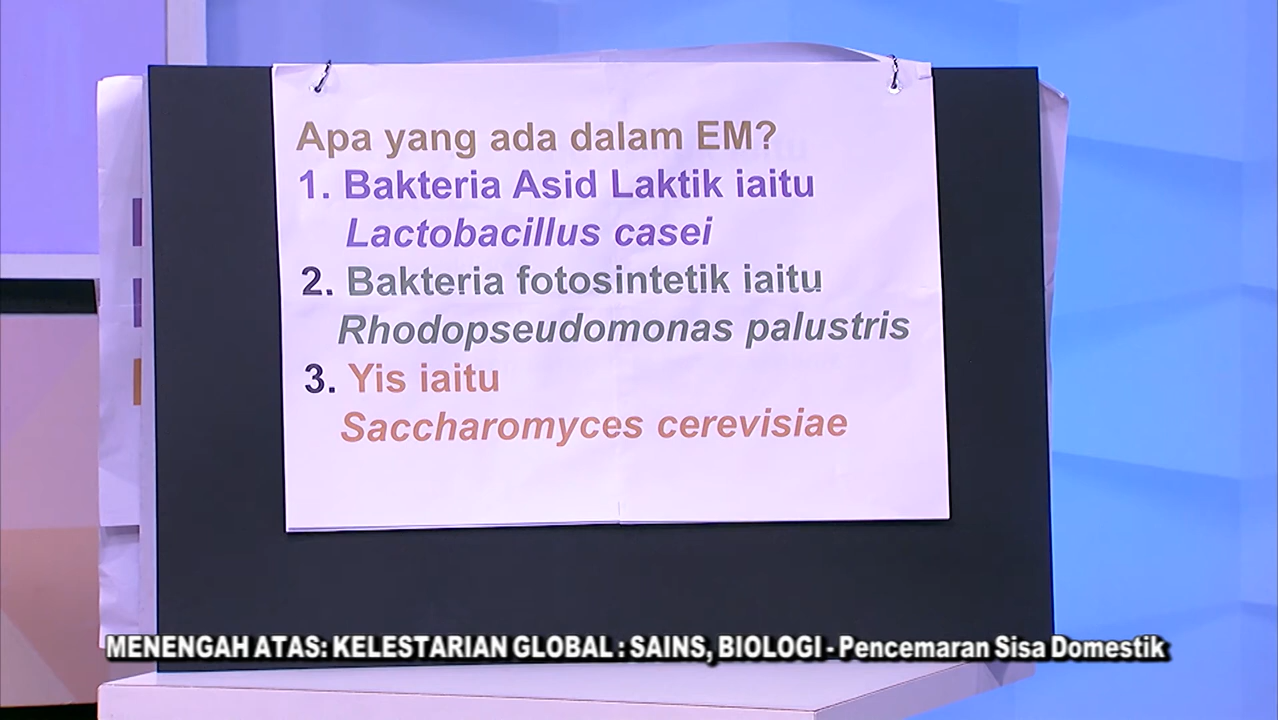 Apa yang ada dalam EM?
1. Bakteria Asid Laktik iaitu
Lactobacillus casei
2. Bakteria fotosintetik iaitu
Rhodopseudomonas palustris
3. Yis iaitu
Saccharomyces cerevisiae
MENENGAH ATAS: KELESTARIAN GLOBAL : SAINS, BIOLOGI - Pencemaran Sisa Domestik